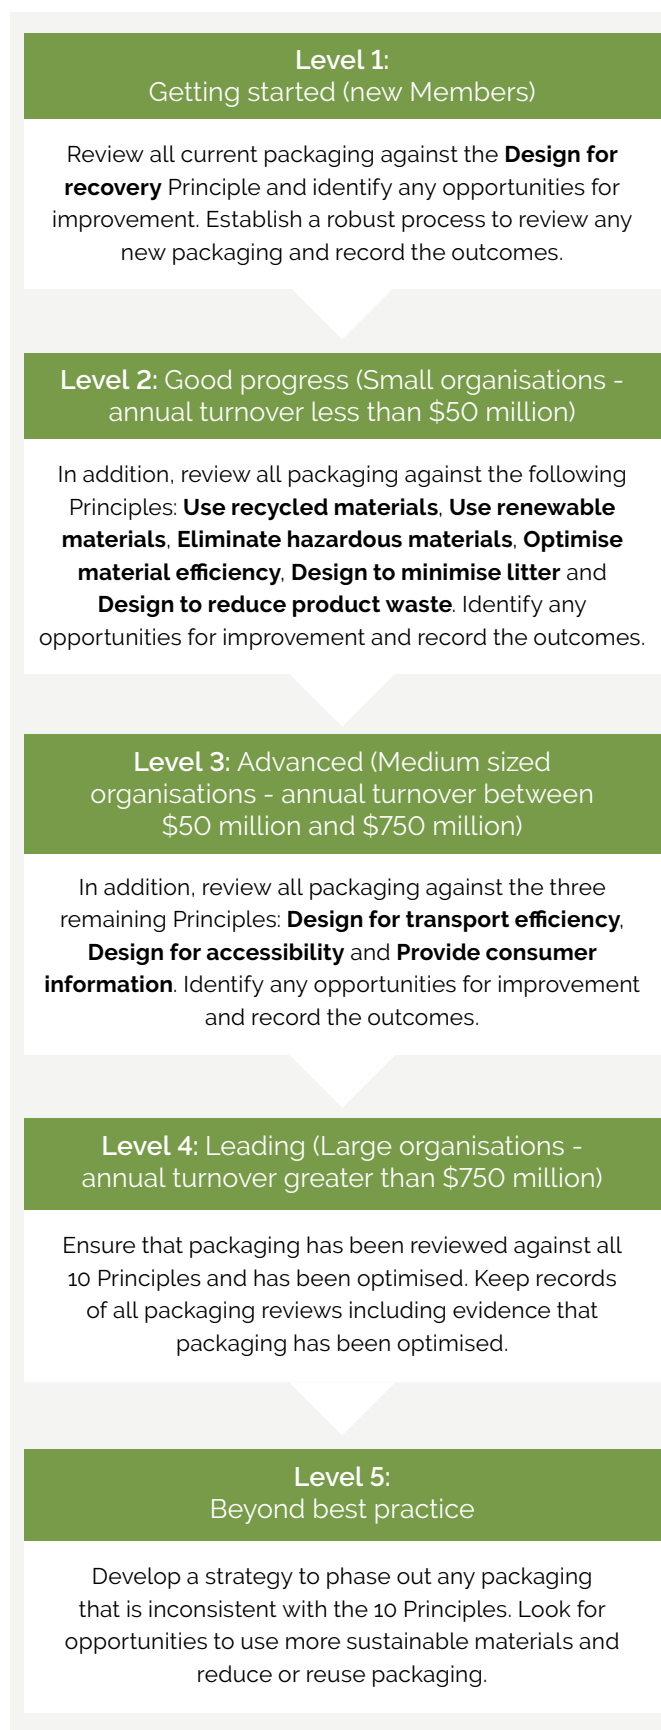 Level 1:
Getting started (new Members)
Review all current packaging against the Design for
recovery Principle and identify any opportunities for
improvement. Establish a robust process to review any
new packaging and record the outcomes.
Level 2: Good progress (Small organisations -
annual turnover less than $50 million)
In addition, review all packaging against the following
Principles: Use recycled materials, Use renewable
materials, Eliminate hazardous materials, Optimise
material efficiency, Design to minimise litter and
Design to reduce product waste. Identify any
opportunities for improvement and record the outcomes.
Level 3: Advanced (Medium sized
organisations - annual turnover between
$50 million and $750 million)
In addition, review all packaging against the three
remaining Principles: Design for transport efficiency,
Design for accessibility and Provide consumer
information. Identify any opportunities for improvement
and record the outcomes.
Level 4: Leading (Large organisations -
annual turnover greater than $750 million)
Ensure that packaging has been reviewed against all
10 Principles and has been optimised. Keep records
of all packaging reviews including evidence that
packaging has been optimised.
Level 5:
Beyond best practice
Develop a strategy to phase out any packaging
that is inconsistent with the 10 Principles. Look for
opportunities to use more sustainable materials and
reduce or reuse packaging.